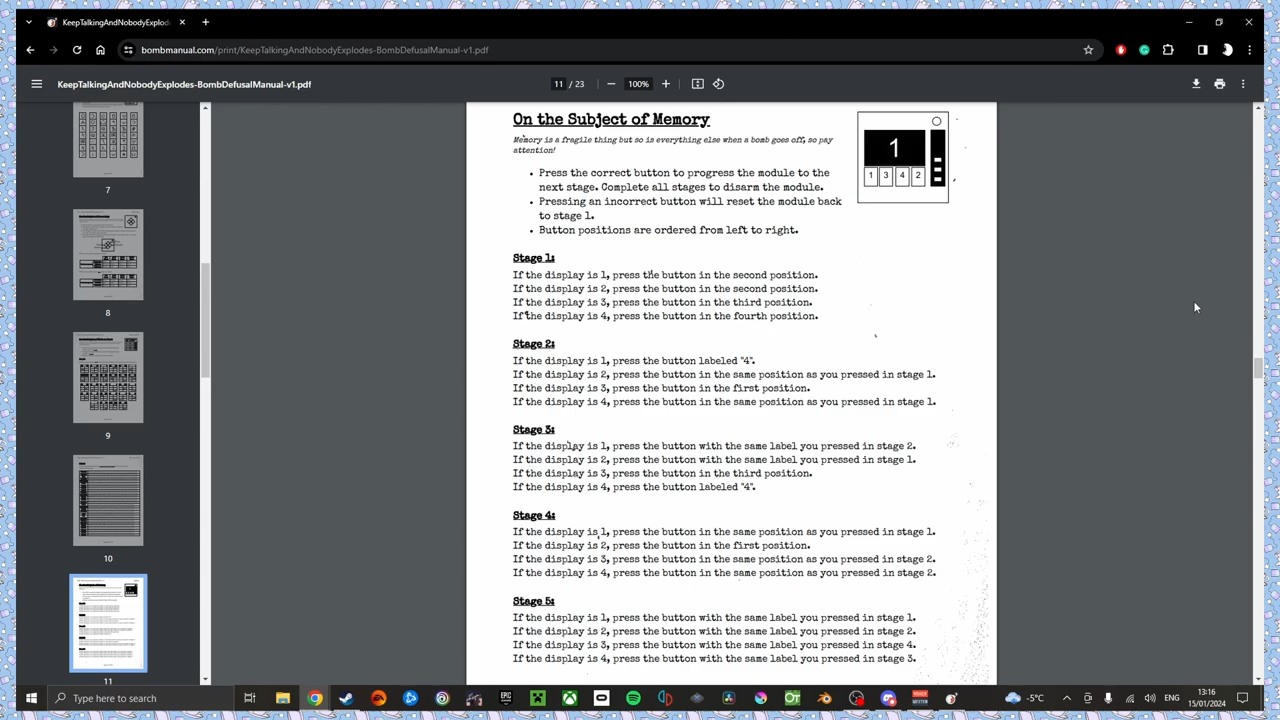 KeepTalkingAndNobodyExplod
bombmanual.com/print/KeepTalkingAndNobodyExplodes-BombDefusalManual-v1.pdf
KeepTalkingAndNobodyExplodes-BombDefusalManual-v1.pdf
11 / 23
100%
7
8
9
10
11
On the Subject of Memory
Memory is a fragile thing but so is everything else when a bomb goes off, so pay
attention!
1
1 3 4 2
• Press the correct button to progress the module to the
next stage. Complete all stages to disarm the module.
• Pressing an incorrect button will reset the module back
to stage 1.
• Button positions are ordered from left to right.
Stage 1:
If the display is 1, press the button in the second position.
If the display is 2, press the button in the second position.
If the display is 3, press the button in the third position.
If the display is 4, press the button in the fourth position.
Stage 2:
If the display is 1, press the button labeled "4".
If the display is 2, press the button in the same position as you pressed in stage 1.
If the display is 3, press the button in the first position.
If the display is 4, press the button in the same position as you pressed in stage 1.
Stage 3:
If the display is 1, press the button with the same label you pressed in stage 2.
If the display is 2, press the button with the same label you pressed in stage 1.
If the display is 3, press the button in the third position.
If the display is 4, press the button labeled "4".
Stage 4:
If the display is 1, press the button in the same position as you pressed in stage 1.
If the display is 2, press the button in the first position.
If the display is 3, press the button in the same position as you pressed in stage 2.
If the display is 4, press the button in the same position as you pressed in stage 2.
Stage 5:
If the display is 1, press the button with the same label you pressed in stage 1.
If the display is 2, press the button with the same label you pressed in stage 2.
If the display is 3, press the button with the same label you pressed in stage 4.
If the display is 4, press the button with the same label you pressed in stage 3.
Type here to search
-5°C
ENG
13:16
15/01/2024